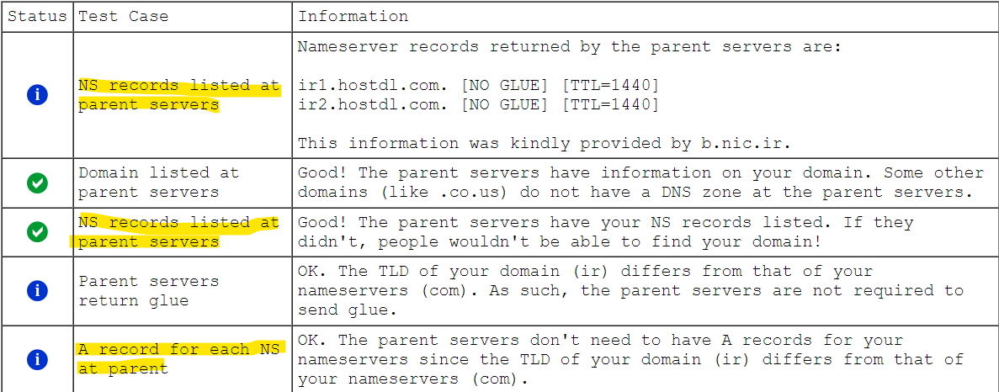 Status Test Case Information
Nameserver records returned by the parent servers are:
NS records listed at
parent servers
ir1.hostdl.com. [NO GLUE] [TTL=1440]
ir2.hostdl.com. [NO GLUE] [TTL=1440]
This information was kindly provided by b.nic.ir.
Domain listed at
parent servers
Good! The parent servers have information on your domain. Some other
domains (like .co.us) do not have a DNS zone at the parent servers.
NS records listed at
parent servers
Good! The parent servers have your NS records listed. If they
didn't, people wouldn't be able to find your domain!
Parent servers
return glue
OK. The TLD of your domain (ir) differs from that of your
nameservers (com). As such, the parent servers are not required to
send glue.
A record for each NS
at parent
OK. The parent servers don't need to have A records for your
nameservers since the TLD of your domain (ir) differs from that of
your nameservers (com).